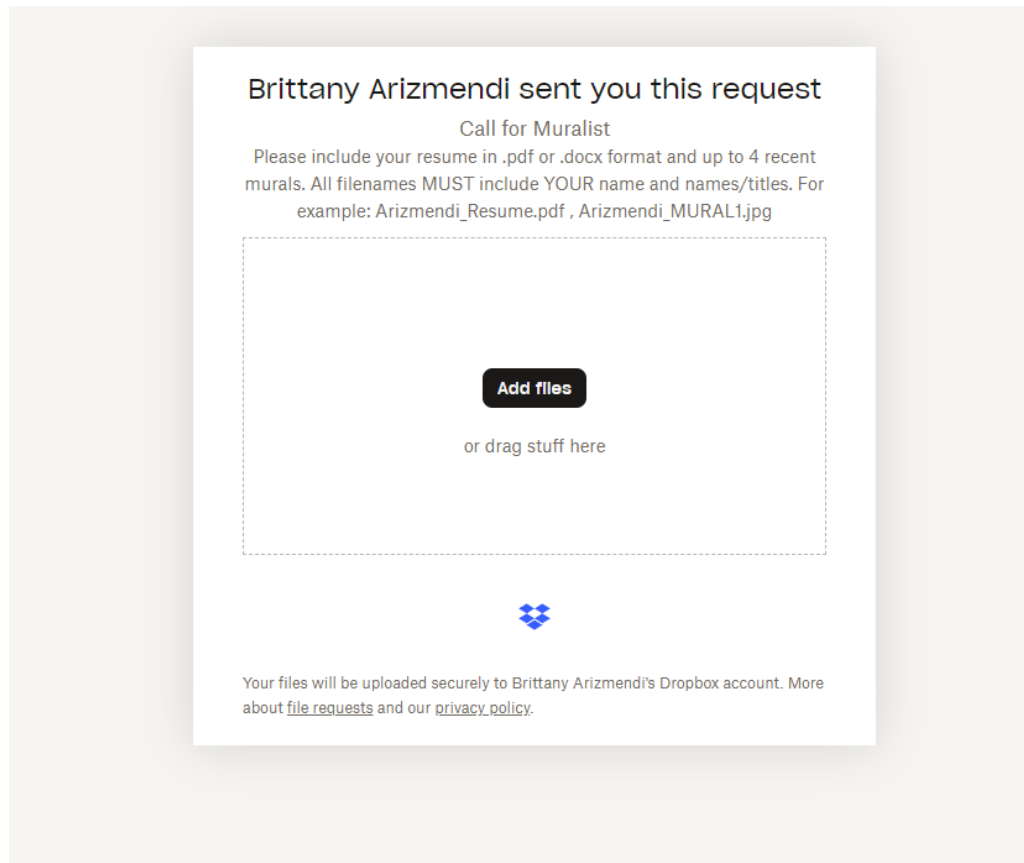 Brittany Arizmendi sent you this request
Call for Muralist
Please include your resume in .pdf or .docx format and up to 4 recent
murals. All filenames MUST include YOUR name and names/titles. For
example: Arizmendi_Resume.pdf , Arizmendi_MURAL1.jpg
Add files
or drag stuff here
Your files will be uploaded securely to Brittany Arizmendi's Dropbox account. More
about file requests and our privacy policy.